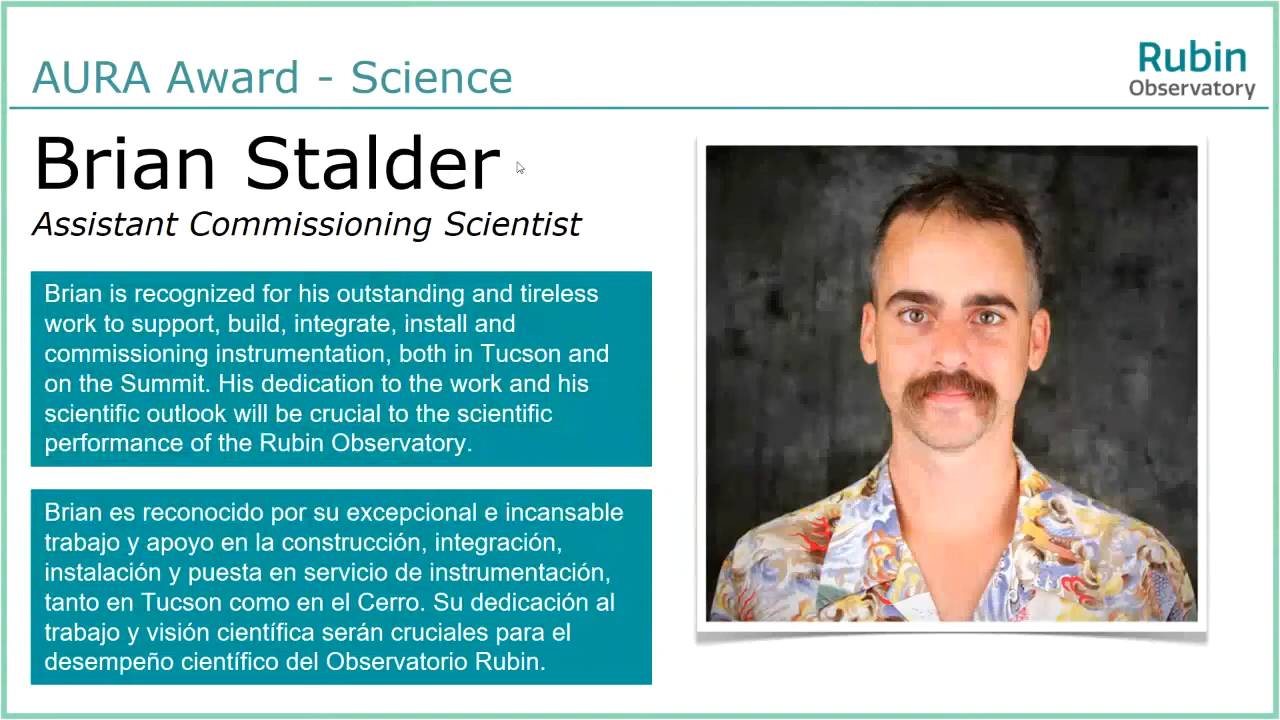 AURA Award - Science
Rubin
Observatory
Brian Stalder
Assistant Commissioning Scientist
Brian is recognized for his outstanding and tireless
work to support, build, integrate, install and
commissioning instrumentation, both in Tucson and
on the Summit. His dedication to the work and his
scientific outlook will be crucial to the scientific
performance of the Rubin Observatory.
Brian es reconocido por su excepcional e incansable
trabajo y apoyo en la construcción, integración,
instalación y puesta en servicio de instrumentación,
tanto en Tucson como en el Cerro. Su dedicación al
trabajo y visión científica serán cruciales para el
desempeño científico del Observatorio Rubin.